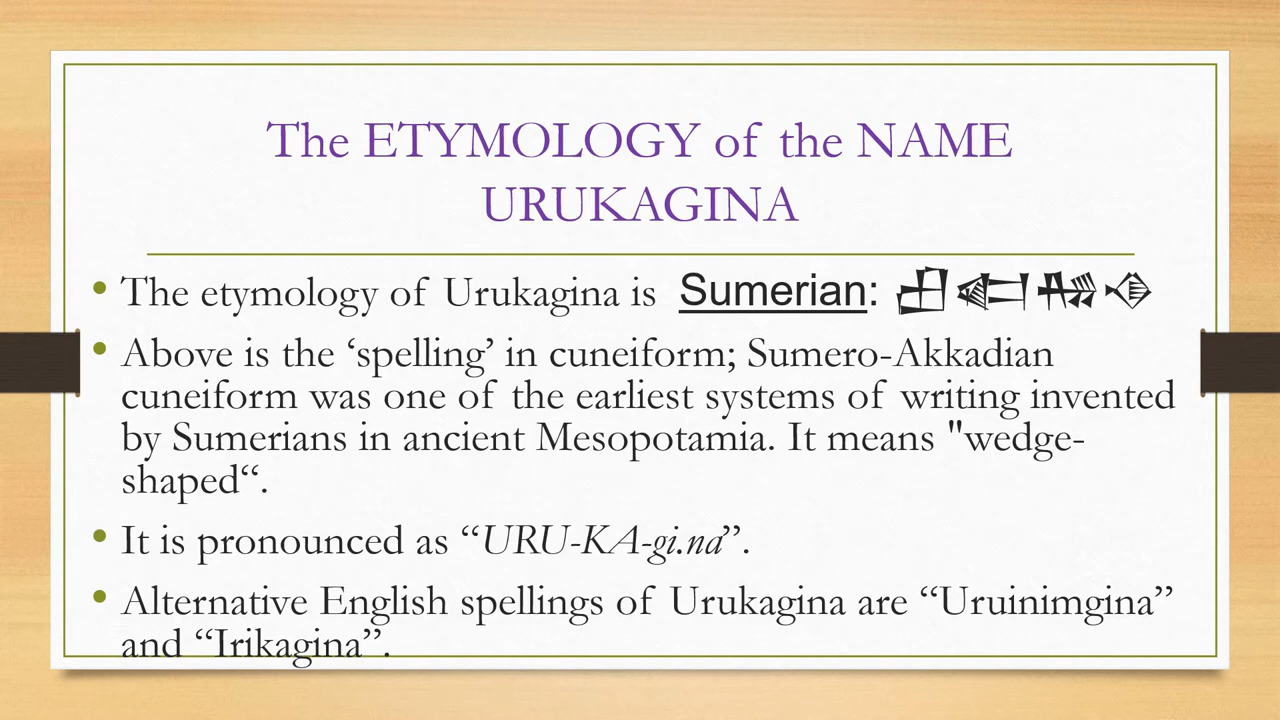 The ETYMOLOGY of the NAME
URUKAGINA
• The etymology of Urukagina is Sumerian: 𒌷𒅗𒄀𒈾
• Above is the ‘spelling’ in cuneiform; Sumero-Akkadian
cuneiform was one of the earliest systems of writing invented
by Sumerians in ancient Mesopotamia. It means "wedge-
shaped“.
• It is pronounced as “URU-KA-gi.na”.
• Alternative English spellings of Urukagina are “Uruinimgina”
and “Irikagina”.